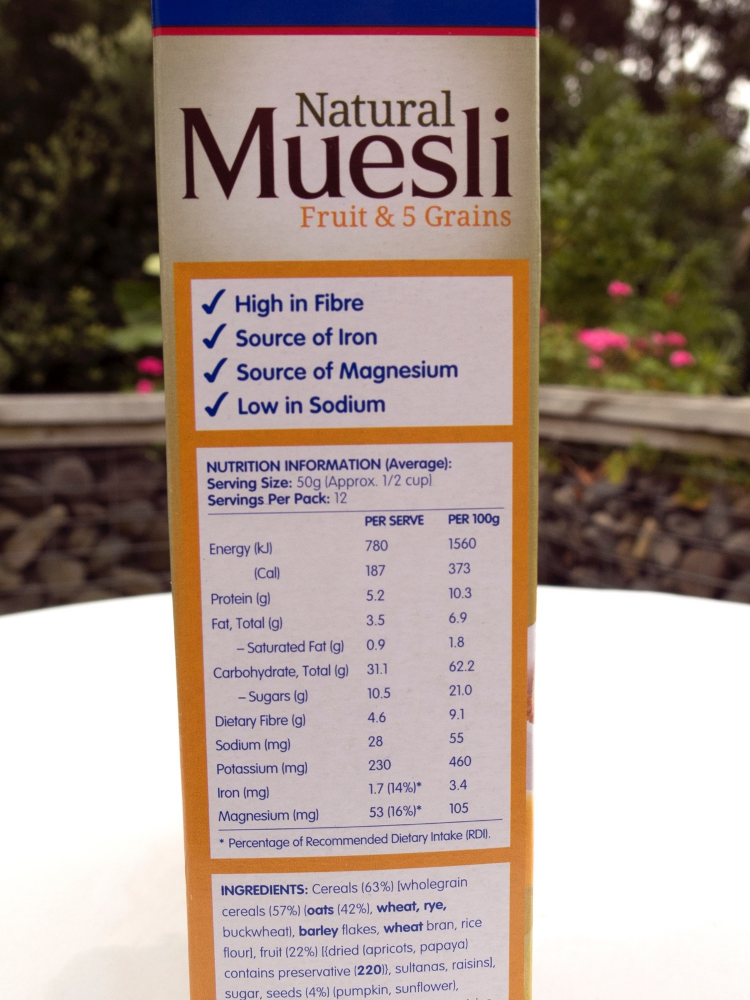 Natural
Muesli
Fruit & 5 Grains
✓ High in Fibre
✓ Source of Iron
✓ Source of Magnesium
✓ Low in Sodium
NUTRITION INFORMATION (Average):
Serving Size: 50g (Approx. 1/2 cup)
Servings Per Pack: 12
PER SERVE PER 100g
Energy (kJ) 780 1560
(Cal) 187 373
Protein (g) 5.2 10.3
Fat, Total (g) 3.5 6.9
– Saturated Fat (g) 0.9 1.8
Carbohydrate, Total (g) 31.1 62.2
– Sugars (g) 10.5 21.0
Dietary Fibre (g) 4.6 9.1
Sodium (mg) 28 55
Potassium (mg) 230 460
Iron (mg) 1.7 (14%)* 3.4
Magnesium (mg) 53 (16%)* 105
* Percentage of Recommended Dietary Intake (RDI).
INGREDIENTS: Cereals (63%) [wholegrain
cereals (57%) (oats (42%), wheat, rye,
buckwheat), barley flakes, wheat bran, rice
flour], fruit (22%) [{dried (apricots, papaya)
contains preservative (220)}, sultanas, raisins],
sugar, seeds (4%) (pumpkin, sunflower),